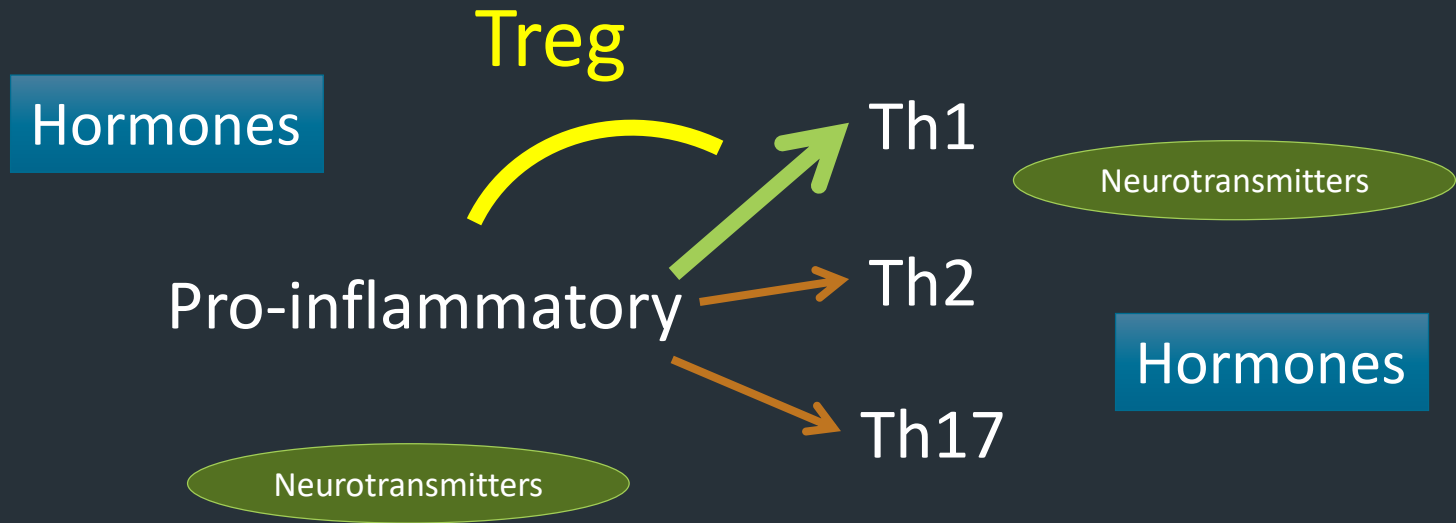 Treg
Hormones
Th1
Neurotransmitters
Th2
Pro-inflammatory
Hormones
Th17
Neurotransmitters